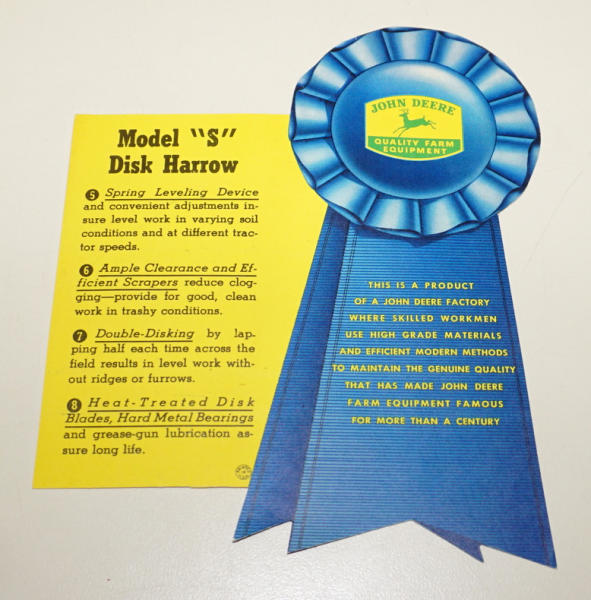 Model "S"
Disk Harrow
5 Spring Leveling Device
and convenient adjustments in-
sure level work in varying soil
conditions and at different trac-
tor speeds.
6 Ample Clearance and Ef-
ficient Scrapers reduce clog-
ging—provide for good, clean
work in trashy conditions.
7 Double-Disking by lap-
ping half each time across the
field results in level work with-
out ridges or furrows.
8 Heat-Treated Disk
Blades, Hard Metal Bearings
and grease-gun lubrication as-
sure long life.
JOHN DEERE
QUALITY FARM
EQUIPMENT
THIS IS A PRODUCT
OF A JOHN DEERE FACTORY
WHERE SKILLED WORKMEN
USE HIGH GRADE MATERIALS
AND EFFICIENT MODERN METHODS
TO MAINTAIN THE GENUINE QUALITY
THAT HAS MADE JOHN DEERE
FARM EQUIPMENT FAMOUS
FOR MORE THAN A CENTURY